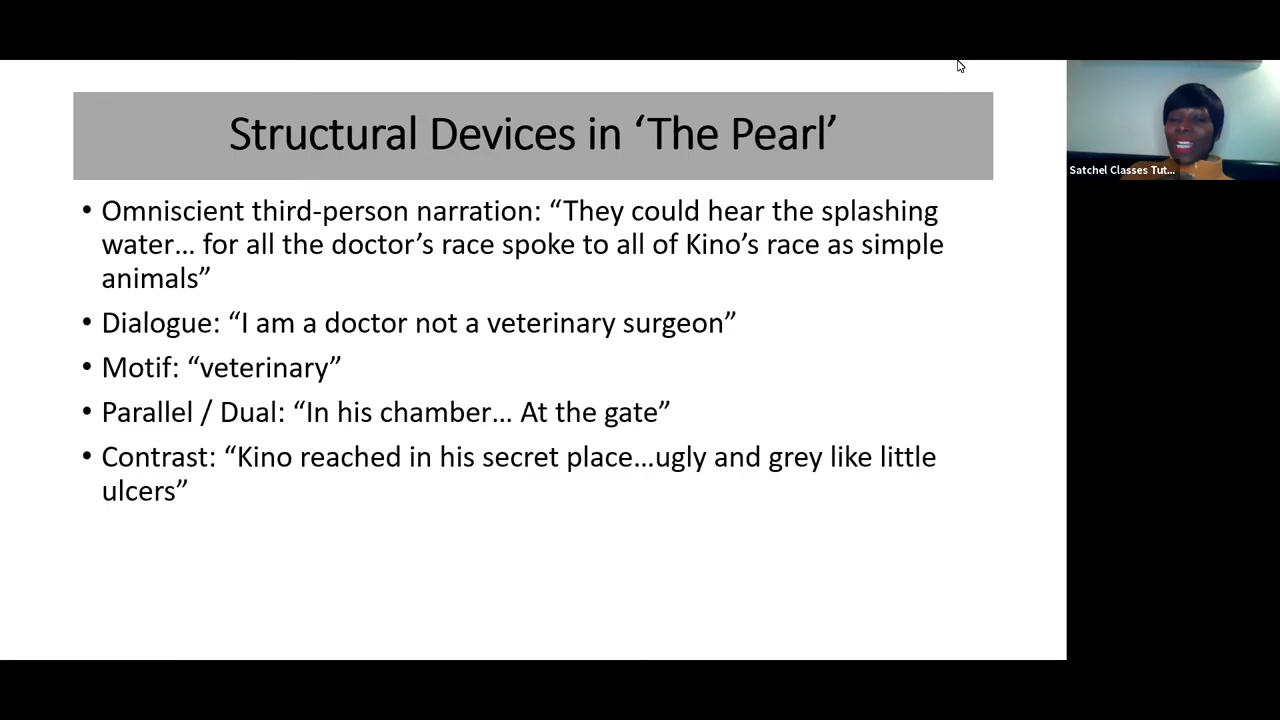 Structural Devices in ‘The Pearl’
• Omniscient third-person narration: “They could hear the splashing
water… for all the doctor’s race spoke to all of Kino’s race as simple
animals”
• Dialogue: “I am a doctor not a veterinary surgeon”
• Motif: “veterinary”
• Parallel / Dual: “In his chamber… At the gate”
• Contrast: “Kino reached in his secret place…ugly and grey like little
ulcers”
Satchel Classes Tut...